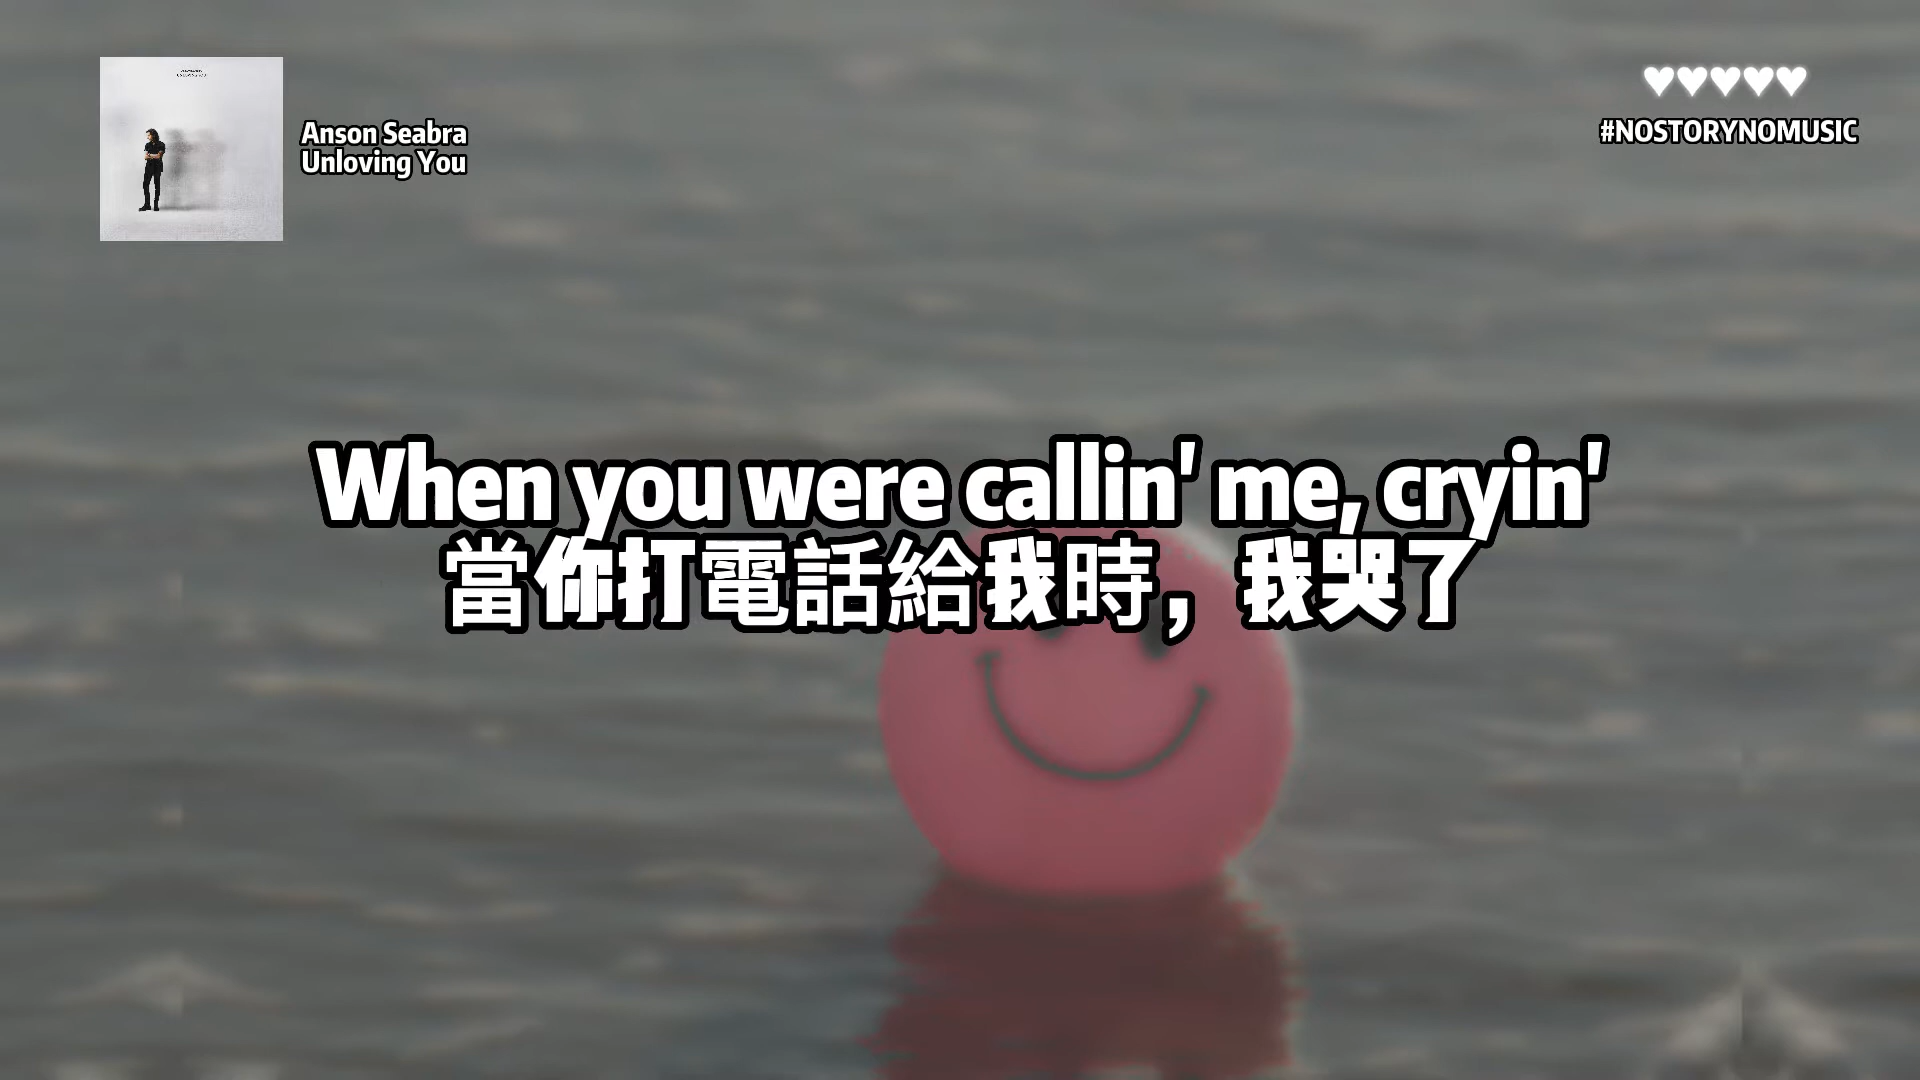 Anson Seabra
Unloving You
♥♥♥♥♥
#NOSTORYNOMUSIC
When you were callin' me, cryin'
當你打電話給我時，我哭了